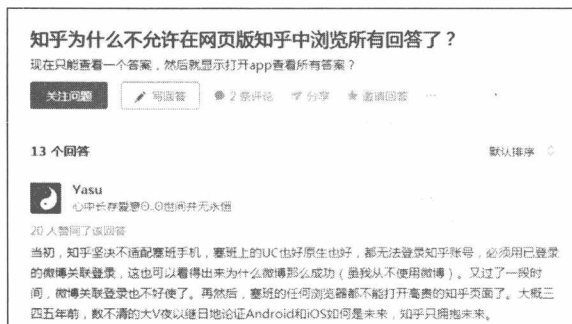 知乎为什么不允许在网页版知乎中浏览所有回答了？
现在只能查看一个答案，然后就显示打开app查看所有答案？
关注问题 写回答 2 条评论 分享 邀请回答 ...
13 个回答 默认排序
Yasu
心中长存爱意⊙.⊙世间并无永恒
20 人赞同了该回答
当初，知乎坚决不适配塞班手机，塞班上的UC也好原生也好，都无法登录知乎账号，必须用已登录
的微博关联登录，这也可以看得出来为什么微博那么成功（虽我从不使用微博）。又过了一段时
间，微博关联登录也不好使了。再然后，塞班的任何浏览器都不能打开高贵的知乎页面了。大概三
四五年前，数不清的大V夜以继日地论证Android和iOS如何是未来，知乎只拥抱未来。